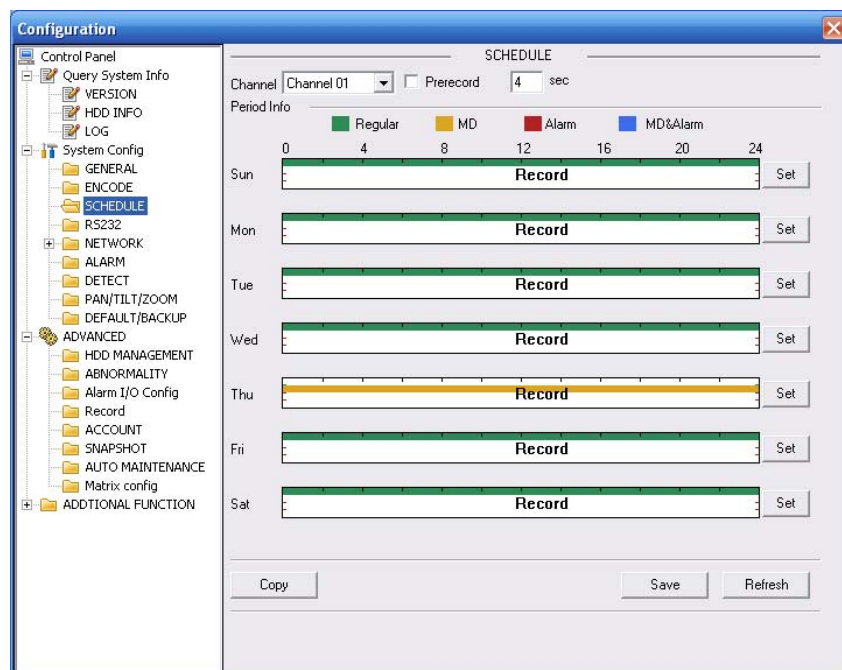 Configuration
Control Panel
Query System Info
VERSION
HDD INFO
LOG
System Config
GENERAL
ENCODE
SCHEDULE
RS232
NETWORK
ALARM
DETECT
PAN/TILT/ZOOM
DEFAULT/BACKUP
ADVANCED
HDD MANAGEMENT
ABNORMALITY
Alarm I/O Config
Record
ACCOUNT
SNAPSHOT
AUTO MAINTENANCE
Matrix config
ADDTIONAL FUNCTION
SCHEDULE
Channel Channel 01 Prerecord 4 sec
Period Info
Regular MD Alarm MD&Alarm
0 4 8 12 16 20 24
Sun Record Set
Mon Record Set
Tue Record Set
Wed Record Set
Thu Record Set
Fri Record Set
Sat Record Set
Copy Save Refresh